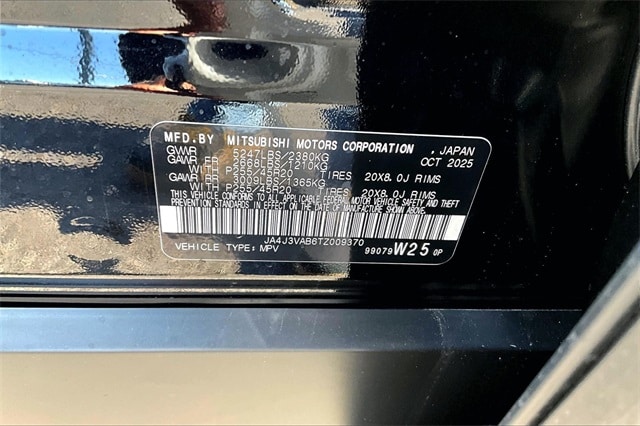 MFD. BY MITSUBISHI MOTORS CORPORATION , JAPAN
GVWR 5247LBS/2380KG OCT 2025
GAWR FR 2668LBS/1210KG
WITH P255/45R20 TIRES 20X8.0J RIMS
GAWR RR 3009LBS/1365KG
WITH P255/45R20 TIRES 20X8.0J RIMS
THIS VEHICLE CONFORMS TO ALL APPLICABLE FEDERAL MOTOR VEHICLE SAFETY AND THEFT
PREVENTION STANDARDS IN EFFECT ON THE DATE OF MANUFACTURE SHOWN ABOVE.
JA4J3VAB6TZ009370
VEHICLE TYPE: MPV 99079 W25 0P